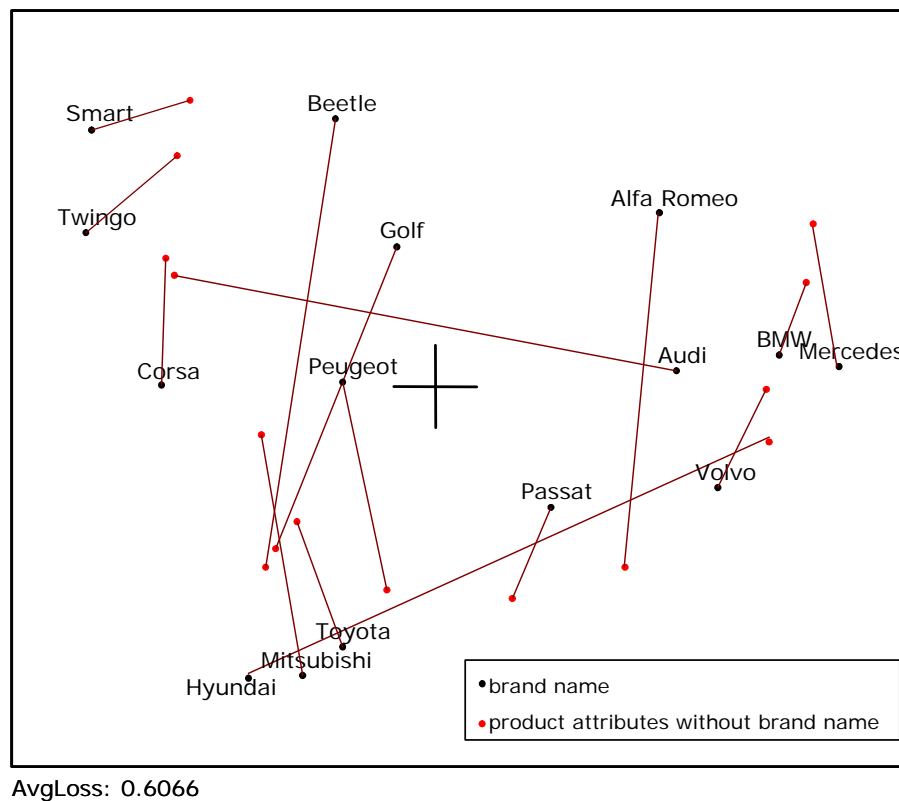 Smart
Beetle
Twingo
Alfa Romeo
Golf
BMW
Mercedes
Corsa
Peugeot
Audi
Volvo
Passat
Toyota
Mitsubishi
Hyundai
brand name
product attributes without brand name
AvgLoss: 0.6066